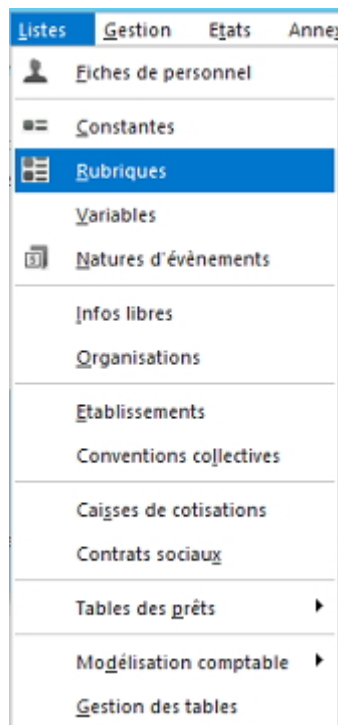 Listes Gestion Etats
Fiches de personnel
Constantes
Rubriques
Variables
Natures d'évènements
Infos libres
Organisations
Etablissements
Conventions collectives
Caisses de cotisations
Contrats sociaux
Tables des prêts
Modélisation comptable
Gestion des tables